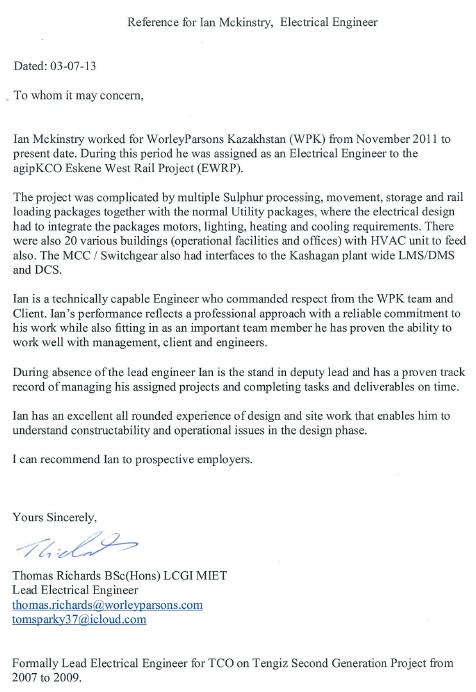 Reference for Ian Mckinstry, Electrical Engineer
Dated: 03-07-13
To whom it may concern,
Ian Mckinstry worked for WorleyParsons Kazakhstan (WPK) from November 2011 to
present date. During this period he was assigned as an Electrical Engineer to the
agipKCO Eskene West Rail Project (EWRP).
The project was complicated by multiple Sulphur processing, movement, storage and rail
loading packages together with the normal Utility packages, where the electrical design
had to integrate the packages motors, lighting, heating and cooling requirements. There
were also 20 various buildings (operational facilities and offices) with HVAC unit to feed
also. The MCC / Switchgear also had interfaces to the Kashagan plant wide LMS/DMS
and DCS.
Ian is a technically capable Engineer who commanded respect from the WPK team and
Client. Ian's performance reflects a professional approach with a reliable commitment to
his work while also fitting in as an important team member he has proven the ability to
work well with management, client and engineers.
During absence of the lead engineer Ian is the stand in deputy lead and has a proven track
record of managing his assigned projects and completing tasks and deliverables on time.
Ian has an excellent all rounded experience of design and site work that enables him to
understand constructability and operational issues in the design phase.
I can recommend Ian to prospective employers.
Yours Sincerely,
Thomas Richards BSc(Hons) LCGI MIET
Lead Electrical Engineer
thomas.richards@worleyparsons.com
tomsparky37@icloud.com
Formally Lead Electrical Engineer for TCO on Tengiz Second Generation Project from
2007 to 2009.